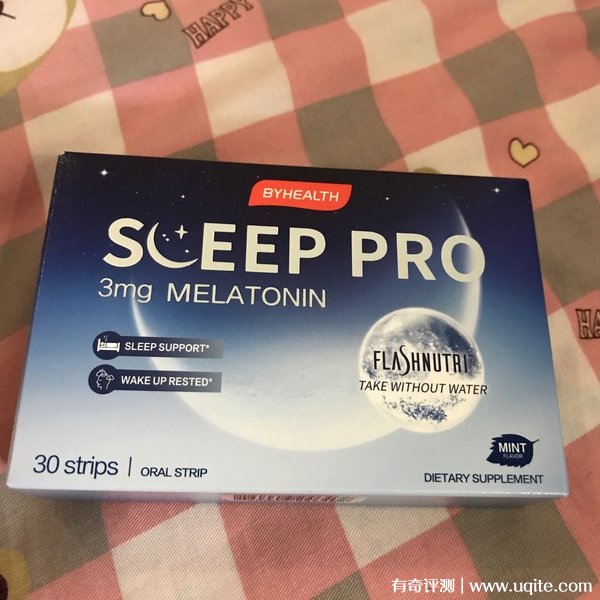 HAPPY
BYHEALTH
SLEEP PRO
3mg MELATONIN
SLEEP SUPPORT*
WAKE UP RESTED*
FLASHNUTRI
TAKE WITHOUT WATER
30 strips | ORAL STRIP
MINT
FLAVOR
DIETARY SUPPLEMENT
有奇评测 | www.uqite.com